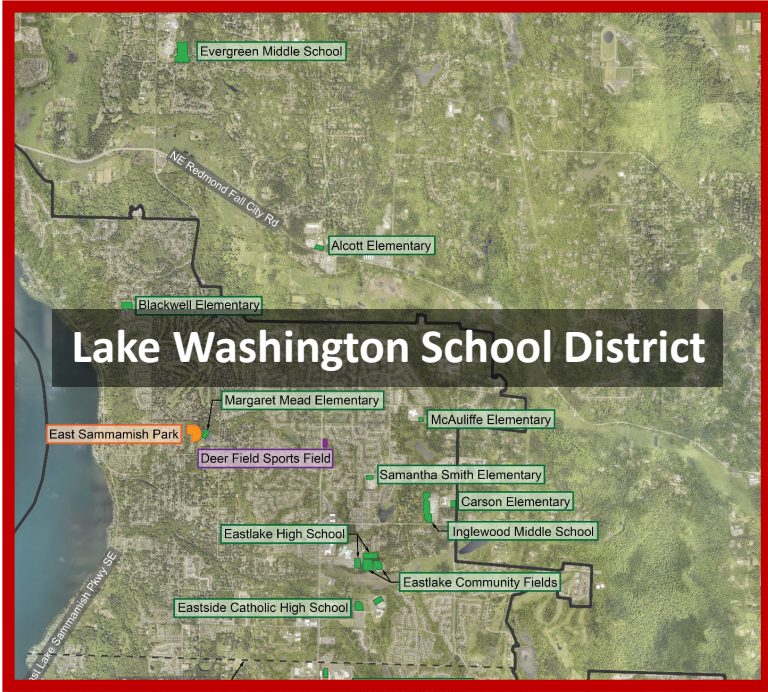 Evergreen Middle School
NE Redmond Fall City Rd
Alcott Elementary
Blackwell Elementary
Lake Washington School District
Margaret Mead Elementary
McAuliffe Elementary
East Sammamish Park
Deer Field Sports Field
Samantha Smith Elementary
Carson Elementary
Eastlake High School
Inglewood Middle School
Eastlake Community Fields
Eastside Catholic High School
st Lake Sammamish Pkwy SE